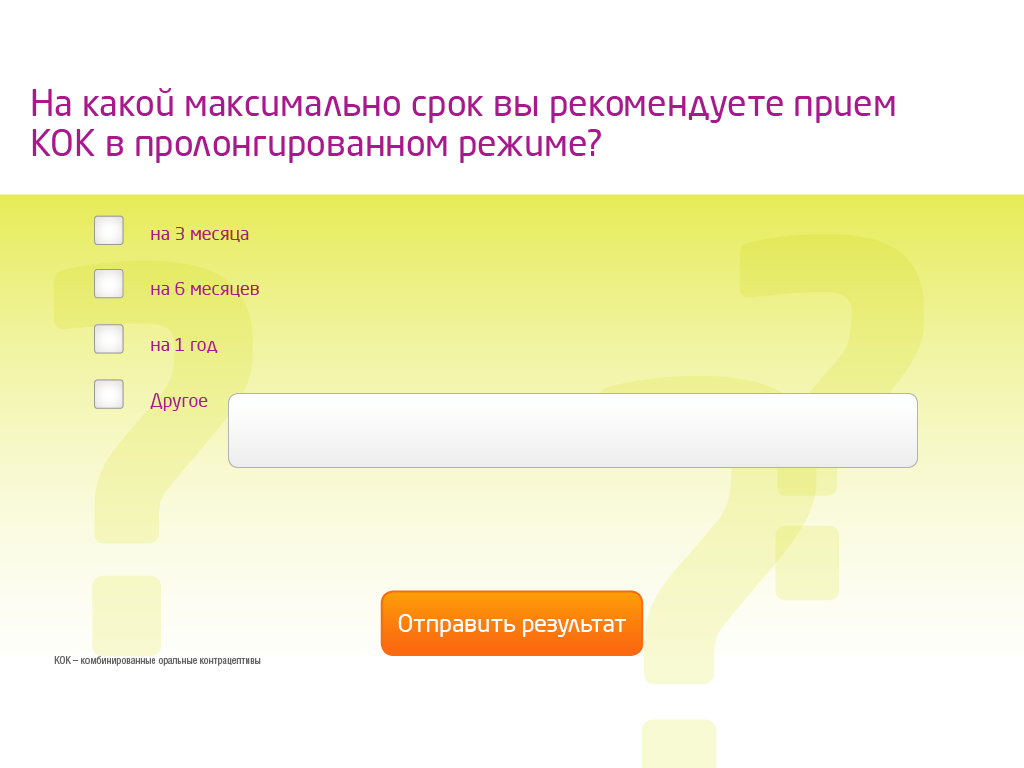 На какой максимально срок вы рекомендуете прием
КОК в пролонгированном режиме?
на 3 месяца
на 6 месяцев
на 1 год
Другое
Отправить результат
КОК – комбинированные оральные контрацептивы